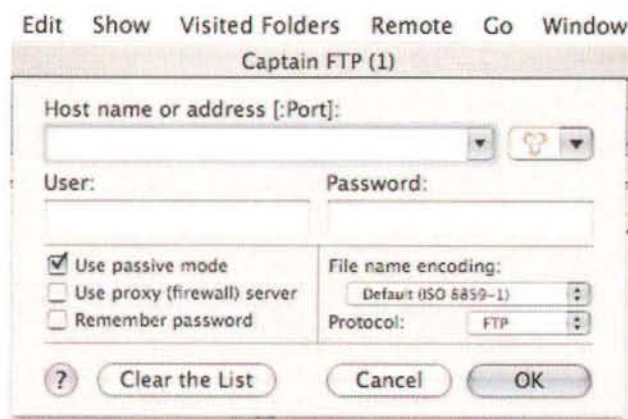 Edit Show Visited Folders Remote Go Window
Captain FTP (1)
Host name or address [:Port]:
User: Password:
Use passive mode File name encoding:
Use proxy (firewall) server Default (ISO 8859-1)
Remember password Protocol: FTP
? Clear the List Cancel OK